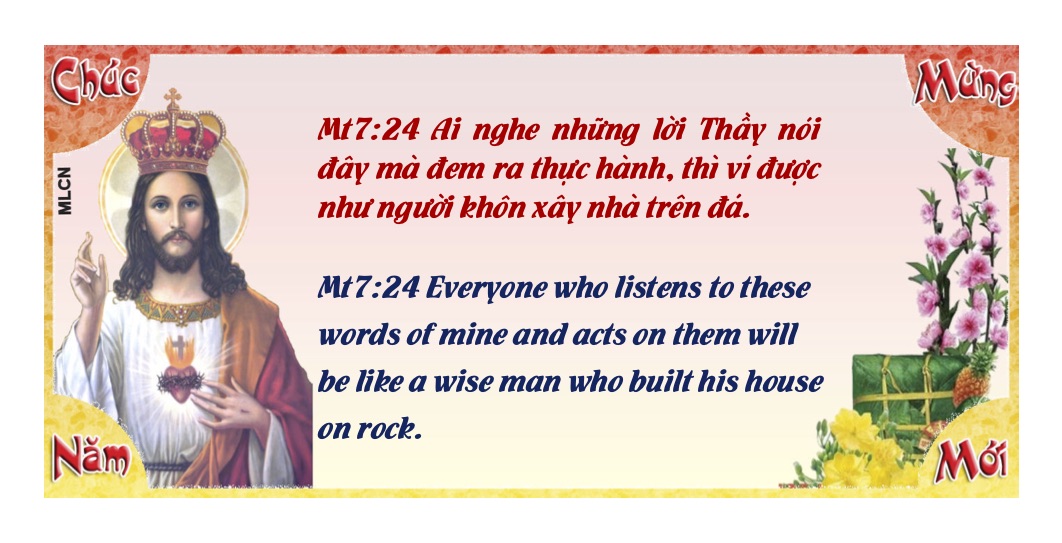 Chúc
Mừng
MLCN
Mt7:24 Ai nghe những lời Thầy nói
đây mà đem ra thực hành, thì ví được
như người khôn xây nhà trên đá.
Mt7:24 Everyone who listens to these
words of mine and acts on them will
be like a wise man who built his house
on rock.
Năm
Mới